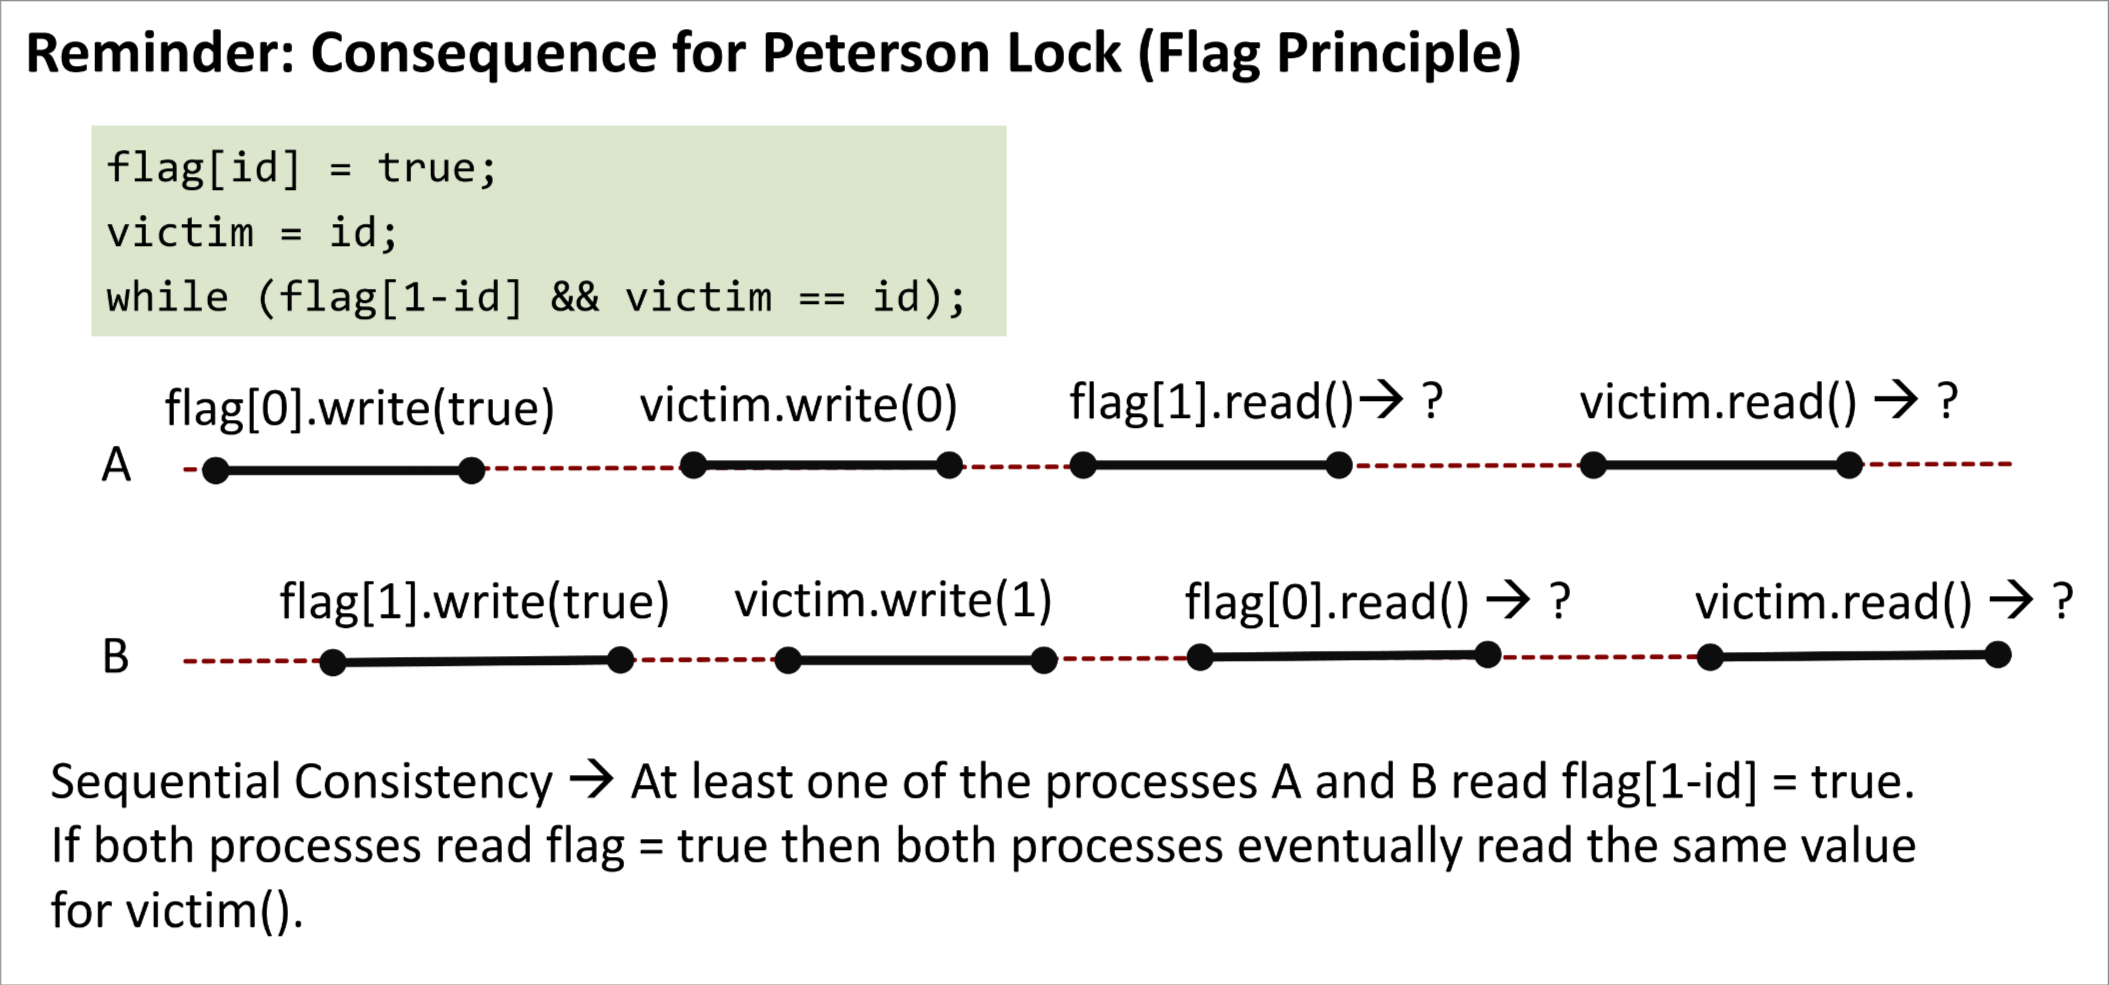 Reminder: Consequence for Peterson Lock (Flag Principle)
flag[id] = true;
victim = id;
while (flag[1-id] && victim == id);
flag[0].write(true) victim.write(0) flag[1].read()→ ? victim.read() → ?
A
flag[1].write(true) victim.write(1) flag[0].read() → ? victim.read() → ?
B
Sequential Consistency → At least one of the processes A and B read flag[1-id] = true.
If both processes read flag = true then both processes eventually read the same value
for victim().